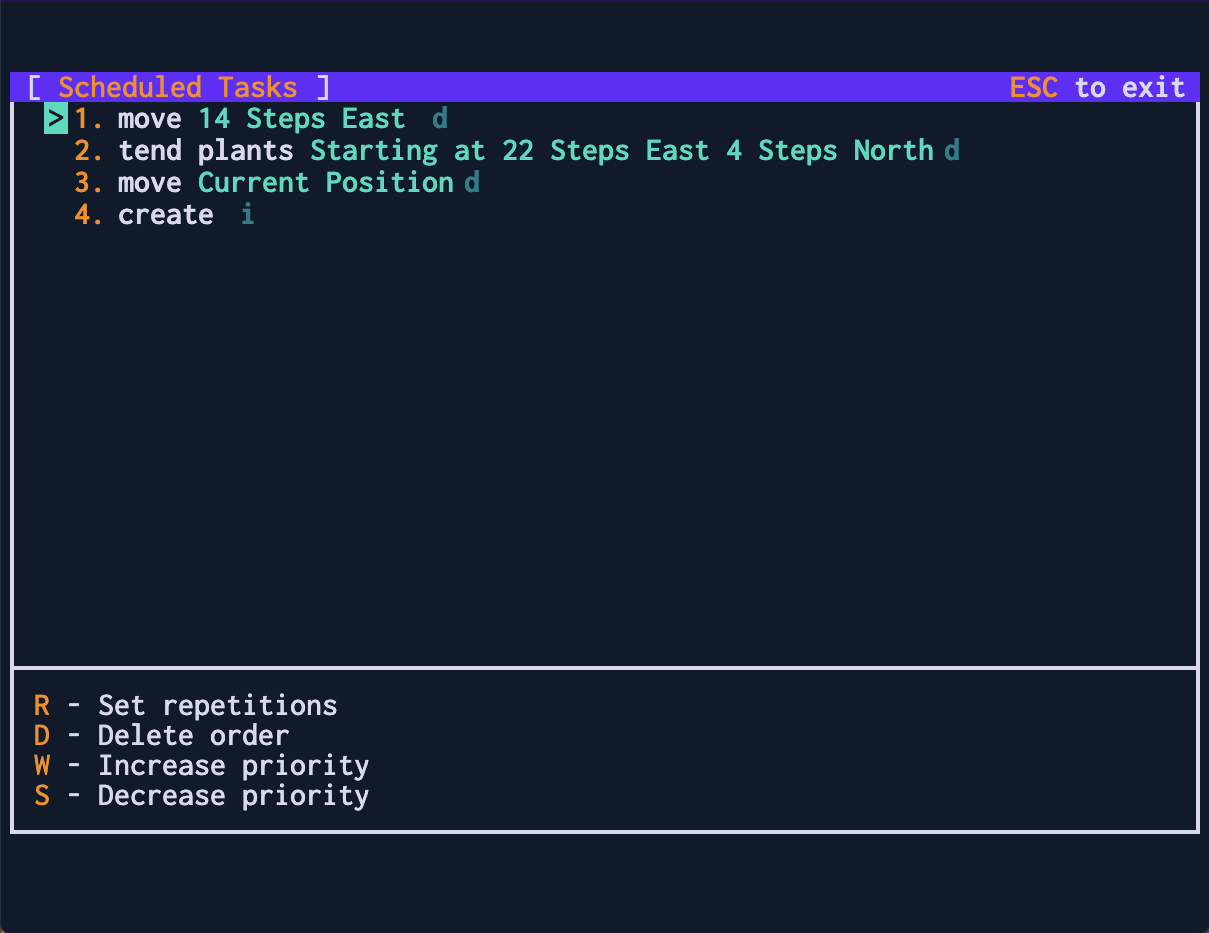 [ Scheduled Tasks ] ESC to exit
>1. move 14 Steps East d
2. tend plants Starting at 22 Steps East 4 Steps North d
3. move Current Position d
4. create i
R - Set repetitions
D - Delete order
W - Increase priority
S - Decrease priority